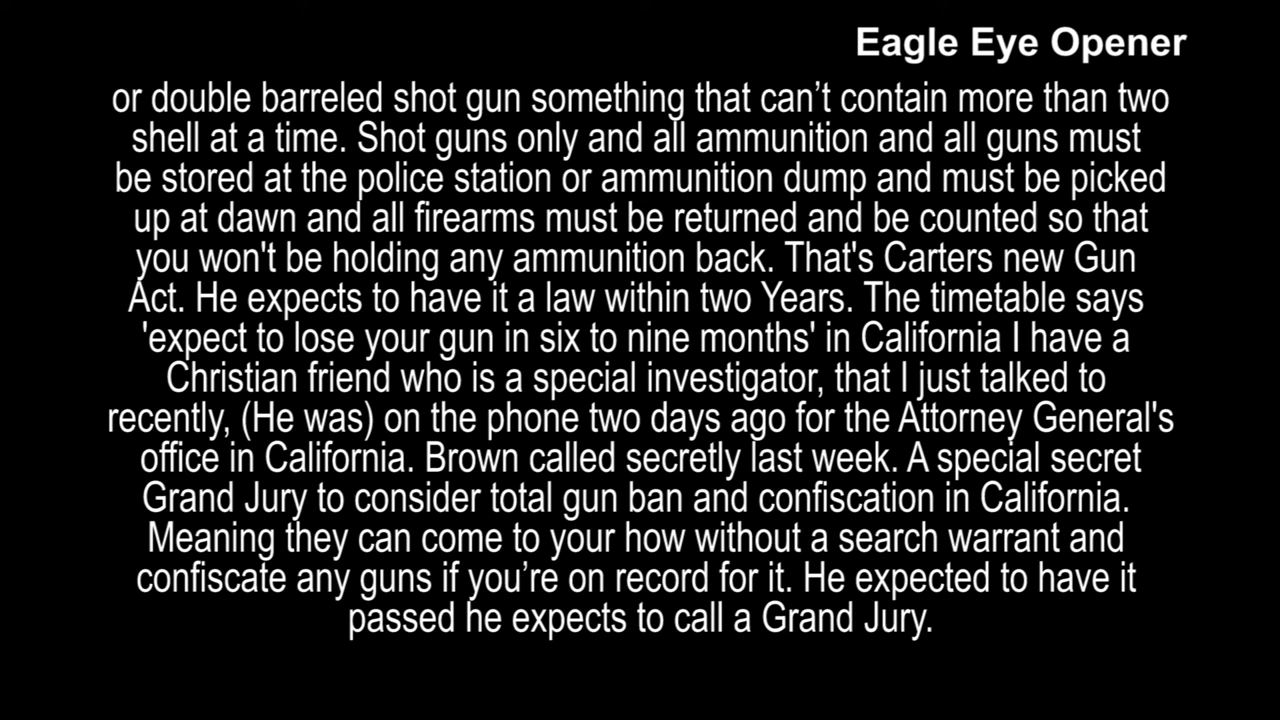 Eagle Eye Opener
or double barreled shot gun something that can’t contain more than two
shell at a time. Shot guns only and all ammunition and all guns must
be stored at the police station or ammunition dump and must be picked
up at dawn and all firearms must be returned and be counted so that
you won't be holding any ammunition back. That's Carters new Gun
Act. He expects to have it a law within two Years. The timetable says
'expect to lose your gun in six to nine months' in California I have a
Christian friend who is a special investigator, that I just talked to
recently, (He was) on the phone two days ago for the Attorney General's
office in California. Brown called secretly last week. A special secret
Grand Jury to consider total gun ban and confiscation in California.
Meaning they can come to your how without a search warrant and
confiscate any guns if you’re on record for it. He expected to have it
passed he expects to call a Grand Jury.